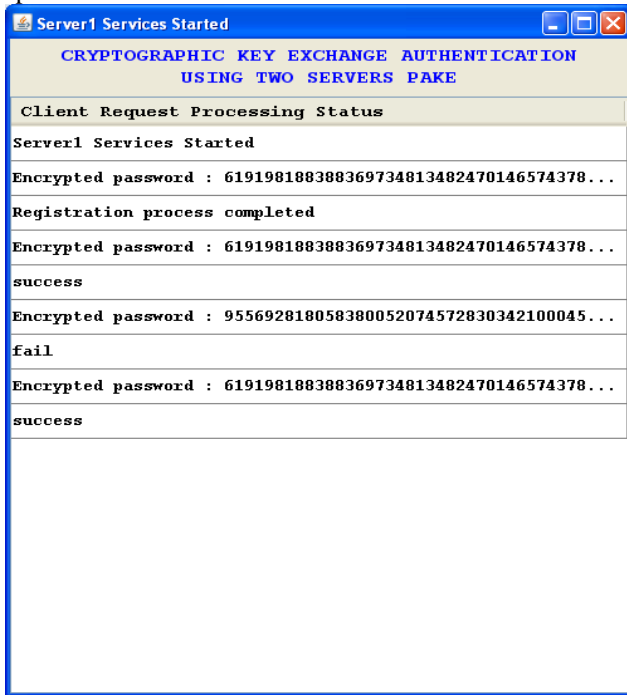 Server1 Services Started
CRYPTOGRAPHIC KEY EXCHANGE AUTHENTICATION
USING TWO SERVERS PAKE
Client Request Processing Status
Server1 Services Started
Encrypted password : 619198188388369734813482470146574378...
Registration process completed
Encrypted password : 619198188388369734813482470146574378...
success
Encrypted password : 955692818058380052074572830342100045...
fail
Encrypted password : 619198188388369734813482470146574378...
success